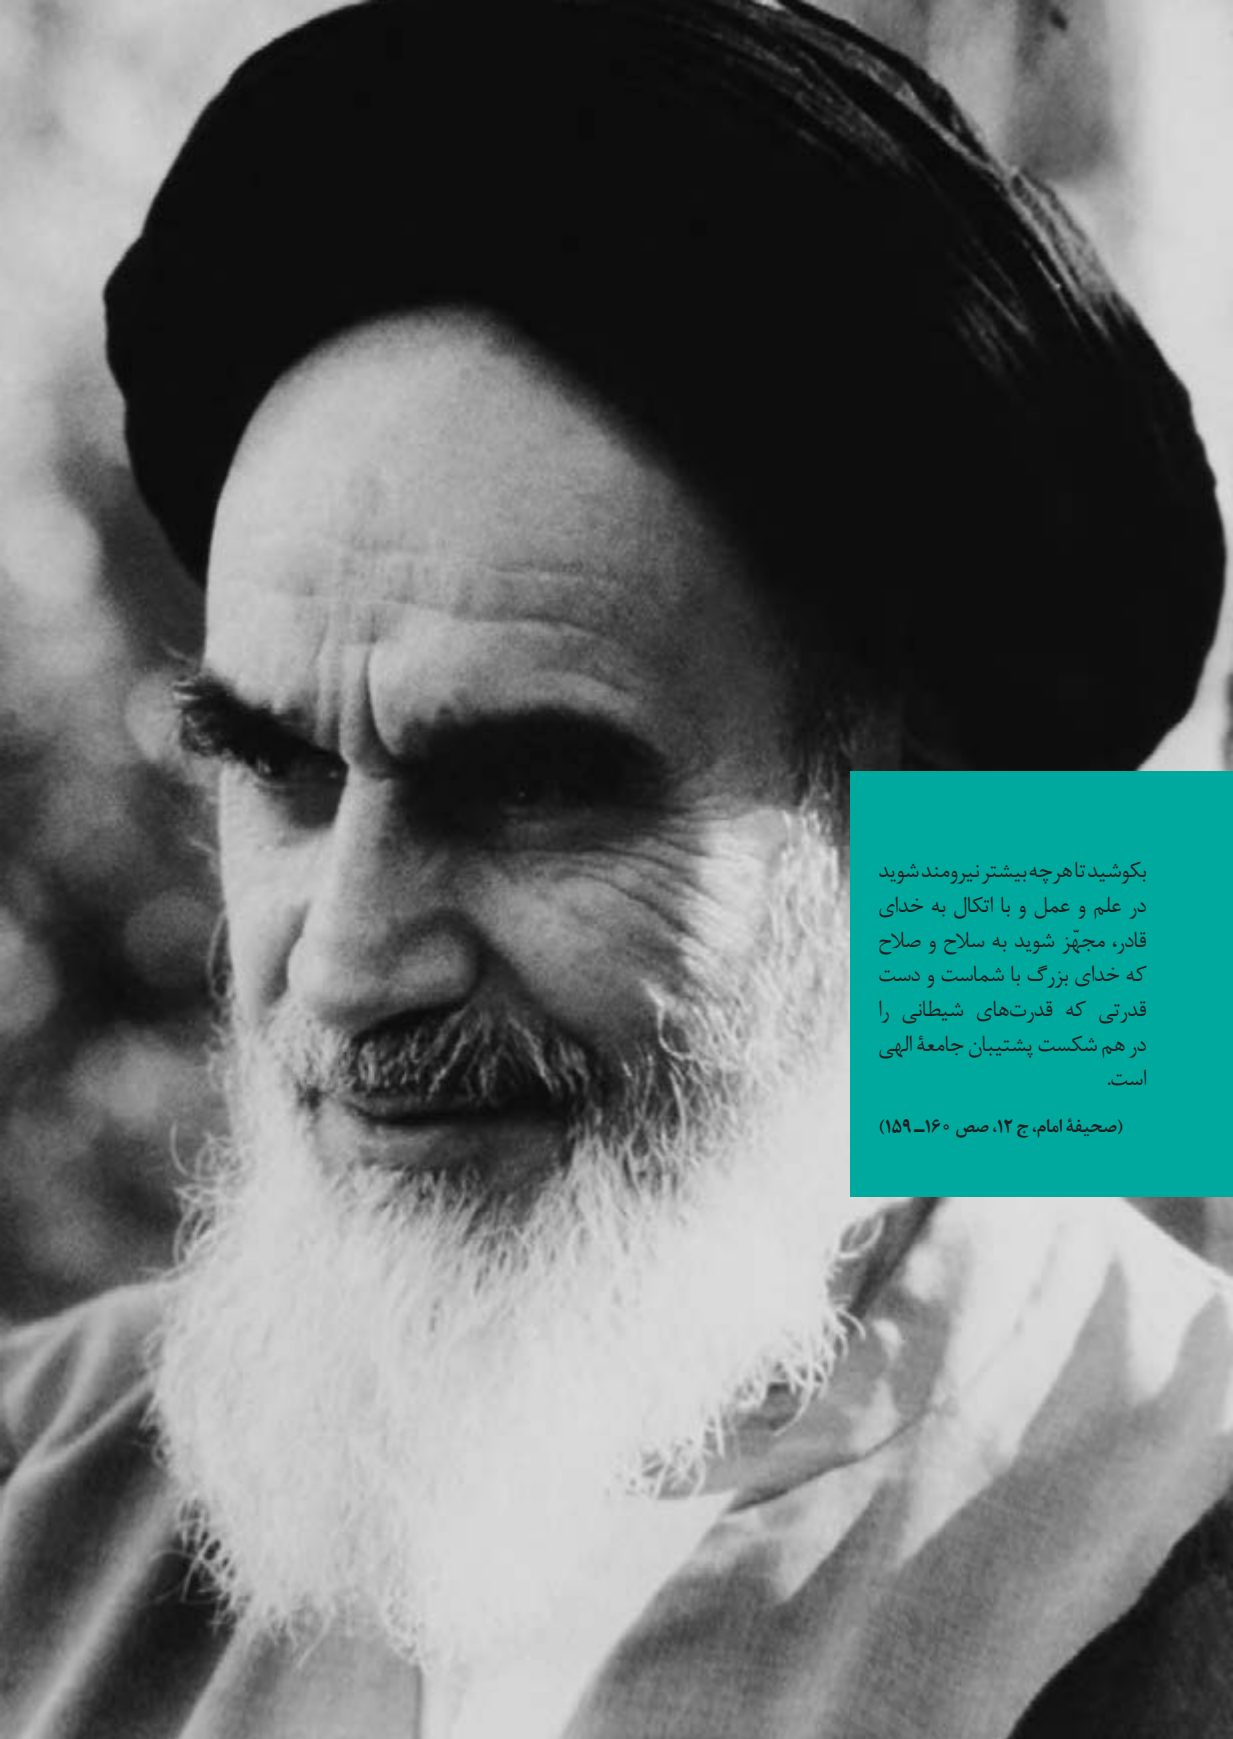 بکوشید تا هرچه بیشتر نیرومند شوید
در علم و عمل و با اتکال به خدای
قادر، مجهّز شوید به سلاح و صلاح
که خدای بزرگ با شماست و دست
قدرتی که قدرت‌های شیطانی را
در هم شکست پشتیبان جامعهٔ الهی
است.
(صحیفهٔ امام، ج ۱۲، صص ۱۶۰ــ۱۵۹)